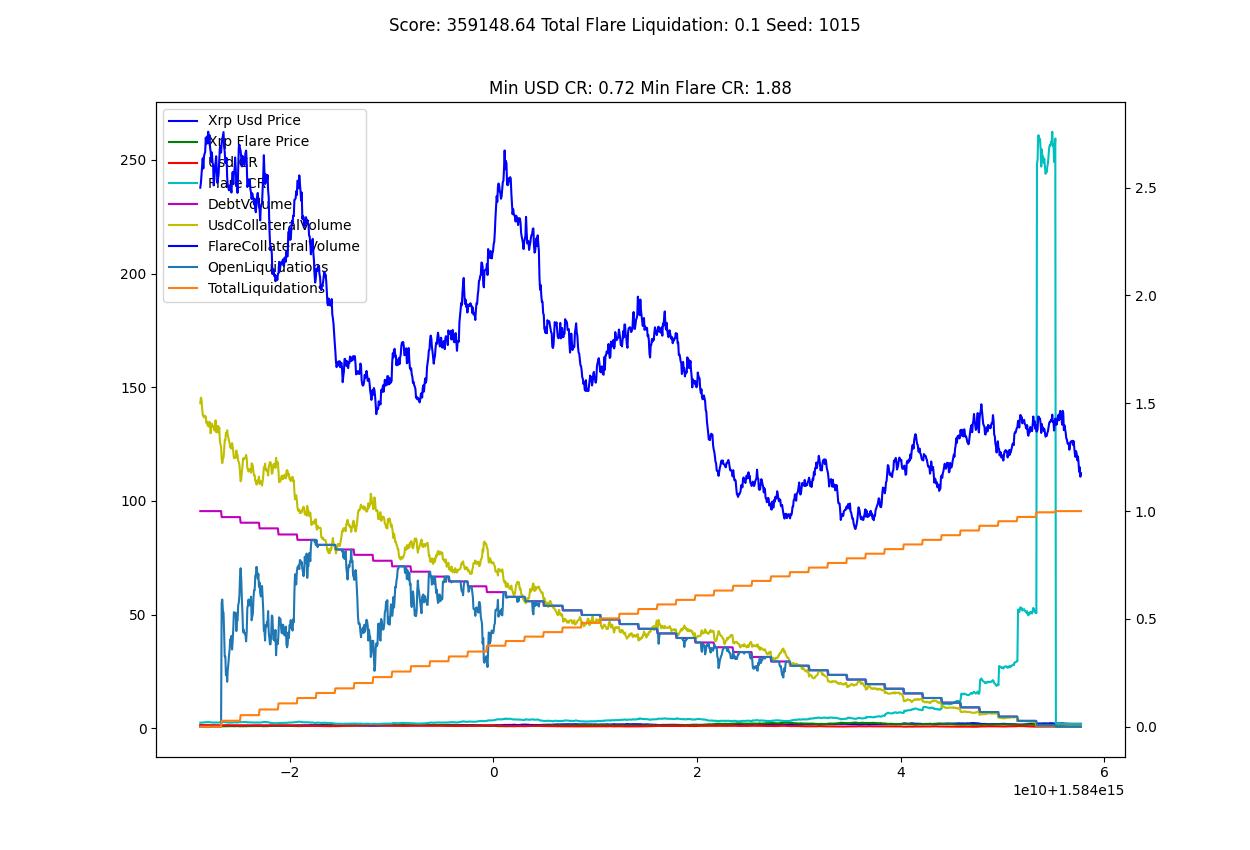 Score: 359148.64 Total Flare Liquidation: 0.1 Seed: 1015
Min USD CR: 0.72 Min Flare CR: 1.88
Xrp Usd Price
Xrp Flare Price
Usd CR
Flare CR
DebtVolume
UsdCollateralVolume
FlareCollateralVolume
OpenLiquidations
TotalLiquidations
250
200
150
100
50
0
2.5
2.0
1.5
1.0
0.5
0.0
−2 0 2 4 6
1e10+1.584e15